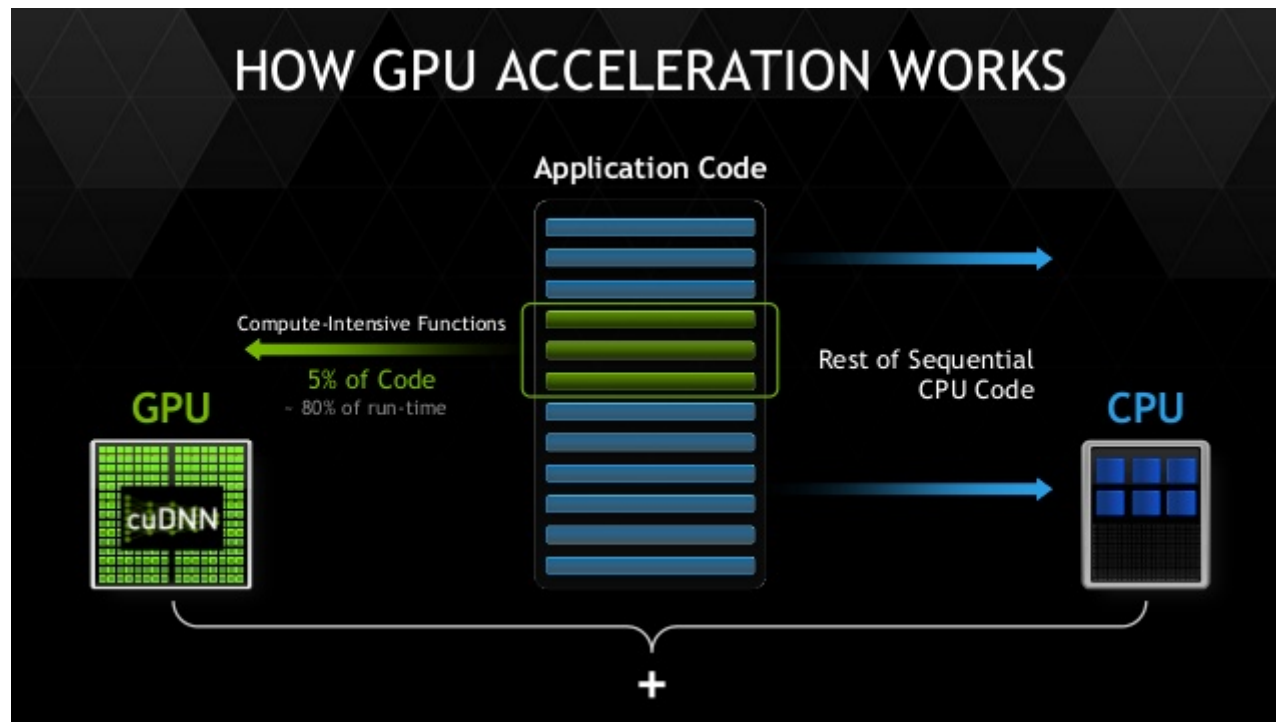 HOW GPU ACCELERATION WORKS
Application Code
Compute-Intensive Functions
5% of Code
~ 80% of run-time
GPU
cuDNN
Rest of Sequential
CPU Code
CPU
+